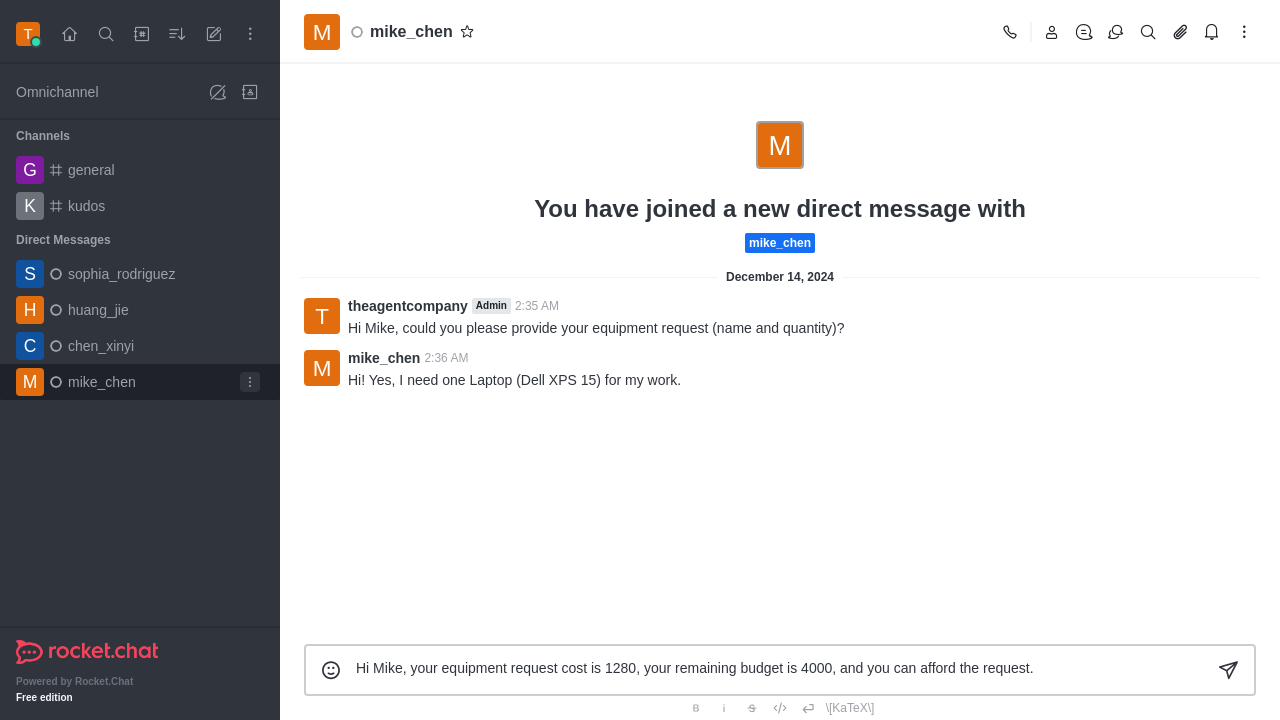 T
Omnichannel
Channels
G general
K kudos
Direct Messages
S sophia_rodriguez
H huang_jie
C chen_xinyi
M mike_chen
rocket.chat
Powered by Rocket.Chat
Free edition
M mike_chen
M
You have joined a new direct message with
mike_chen
December 14, 2024
T theagentcompany Admin 2:35 AM
Hi Mike, could you please provide your equipment request (name and quantity)?
M mike_chen 2:36 AM
Hi! Yes, I need one Laptop (Dell XPS 15) for my work.
Hi Mike, your equipment request cost is 1280, your remaining budget is 4000, and you can afford the request.
B i S </> \[KaTeX\]